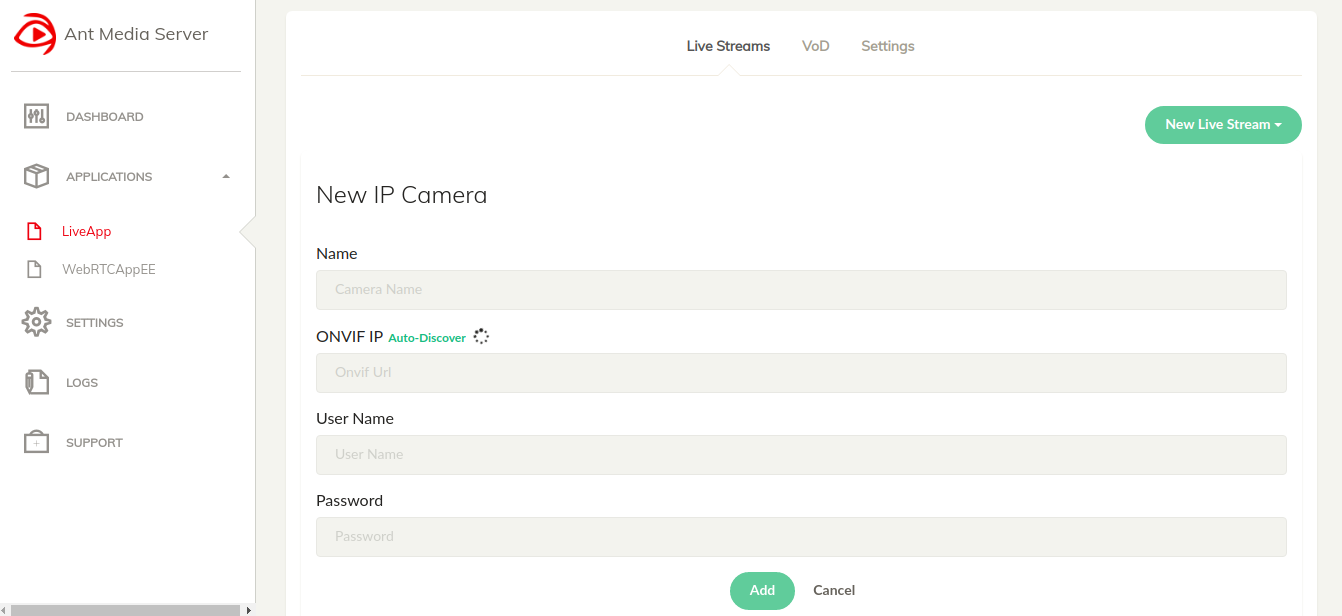 Ant Media Server
DASHBOARD
APPLICATIONS
LiveApp
WebRTCAppEE
SETTINGS
LOGS
SUPPORT
Live Streams VoD Settings
New Live Stream
New IP Camera
Name
Camera Name
ONVIF IP Auto-Discover
Onvif Url
User Name
User Name
Password
Password
Add Cancel